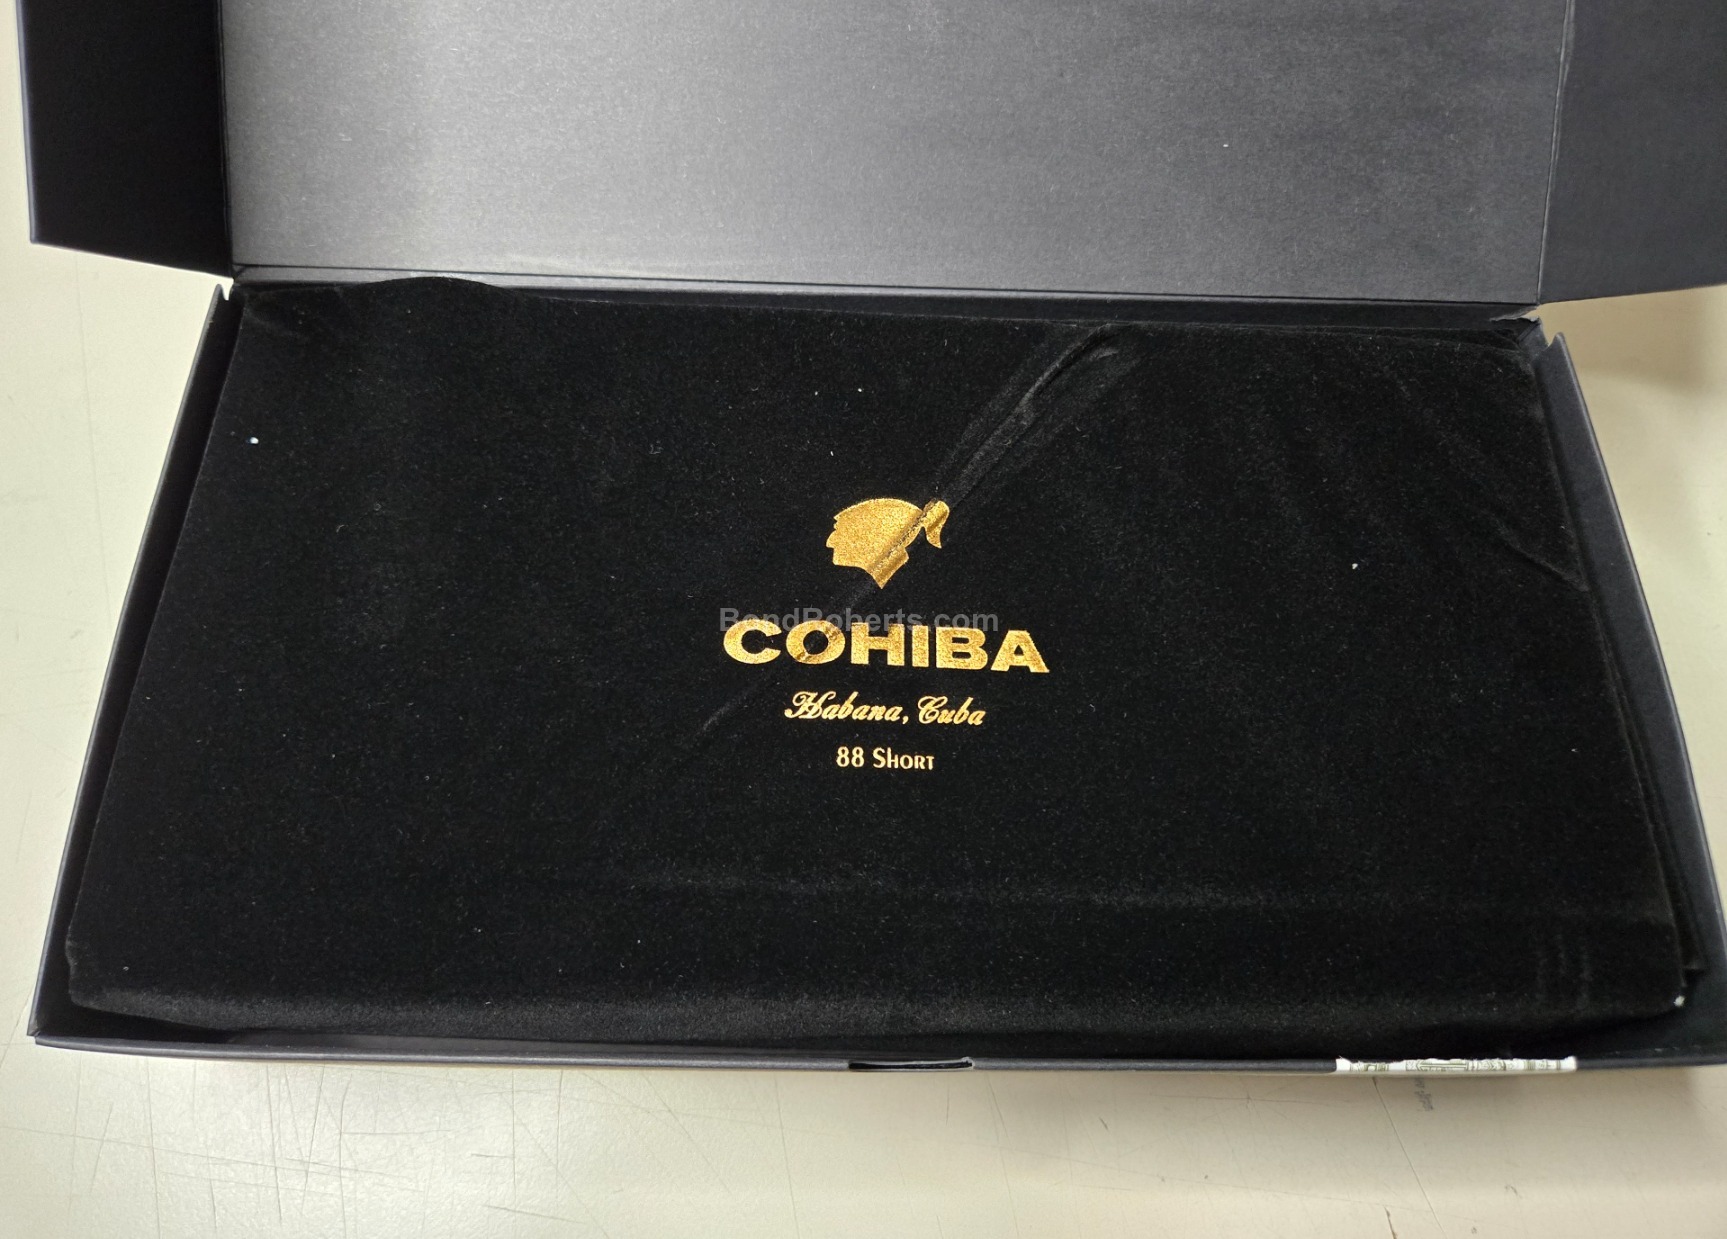 BondRoberts.com
COHIBA
Habana, Cuba
88 Short